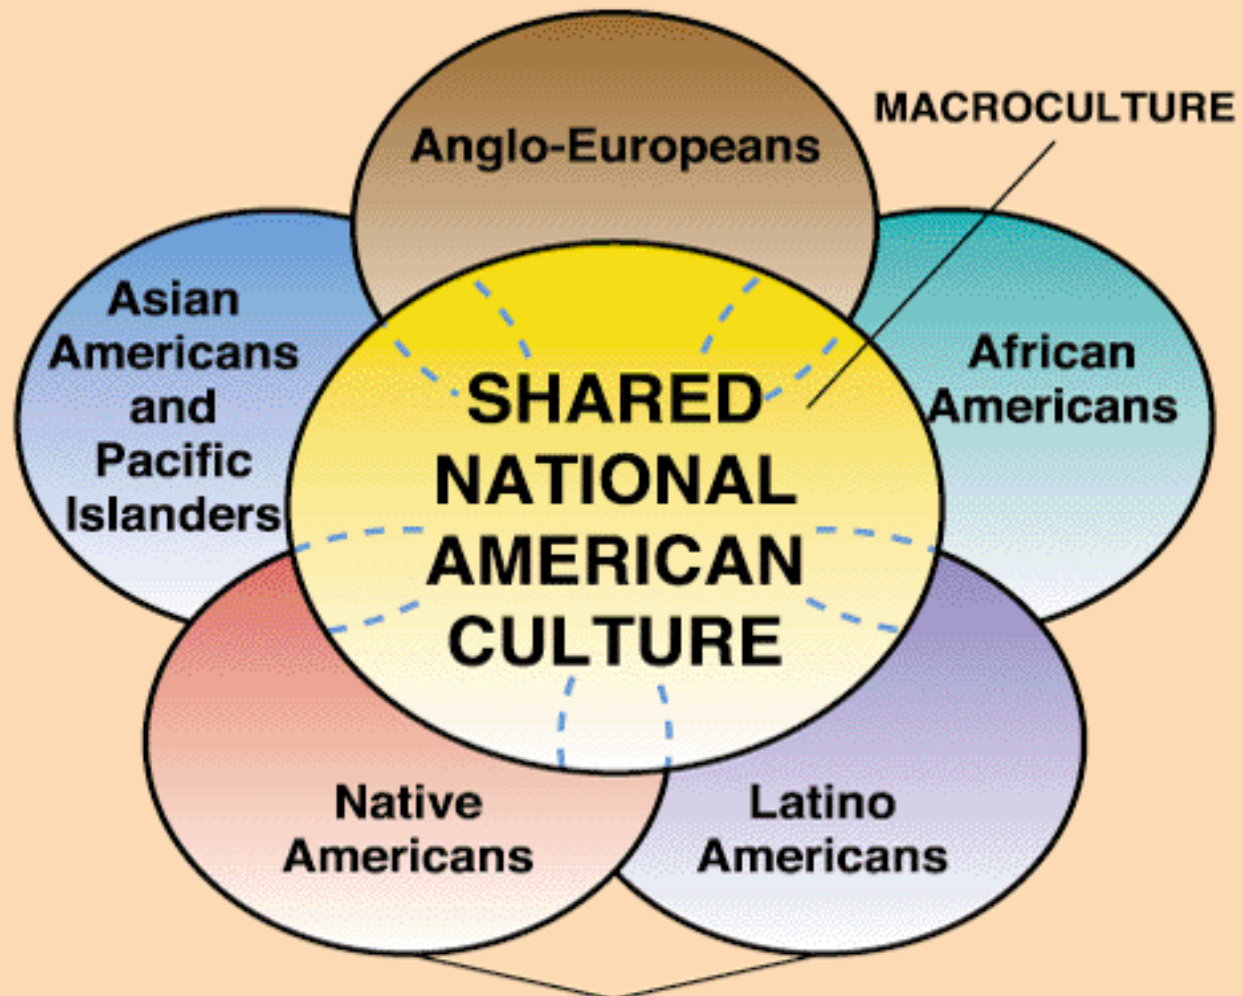 Anglo-Europeans
MACROCULTURE
Asian
Americans
and
Pacific
Islanders
African
Americans
SHARED
NATIONAL
AMERICAN
CULTURE
Native
Americans
Latino
Americans